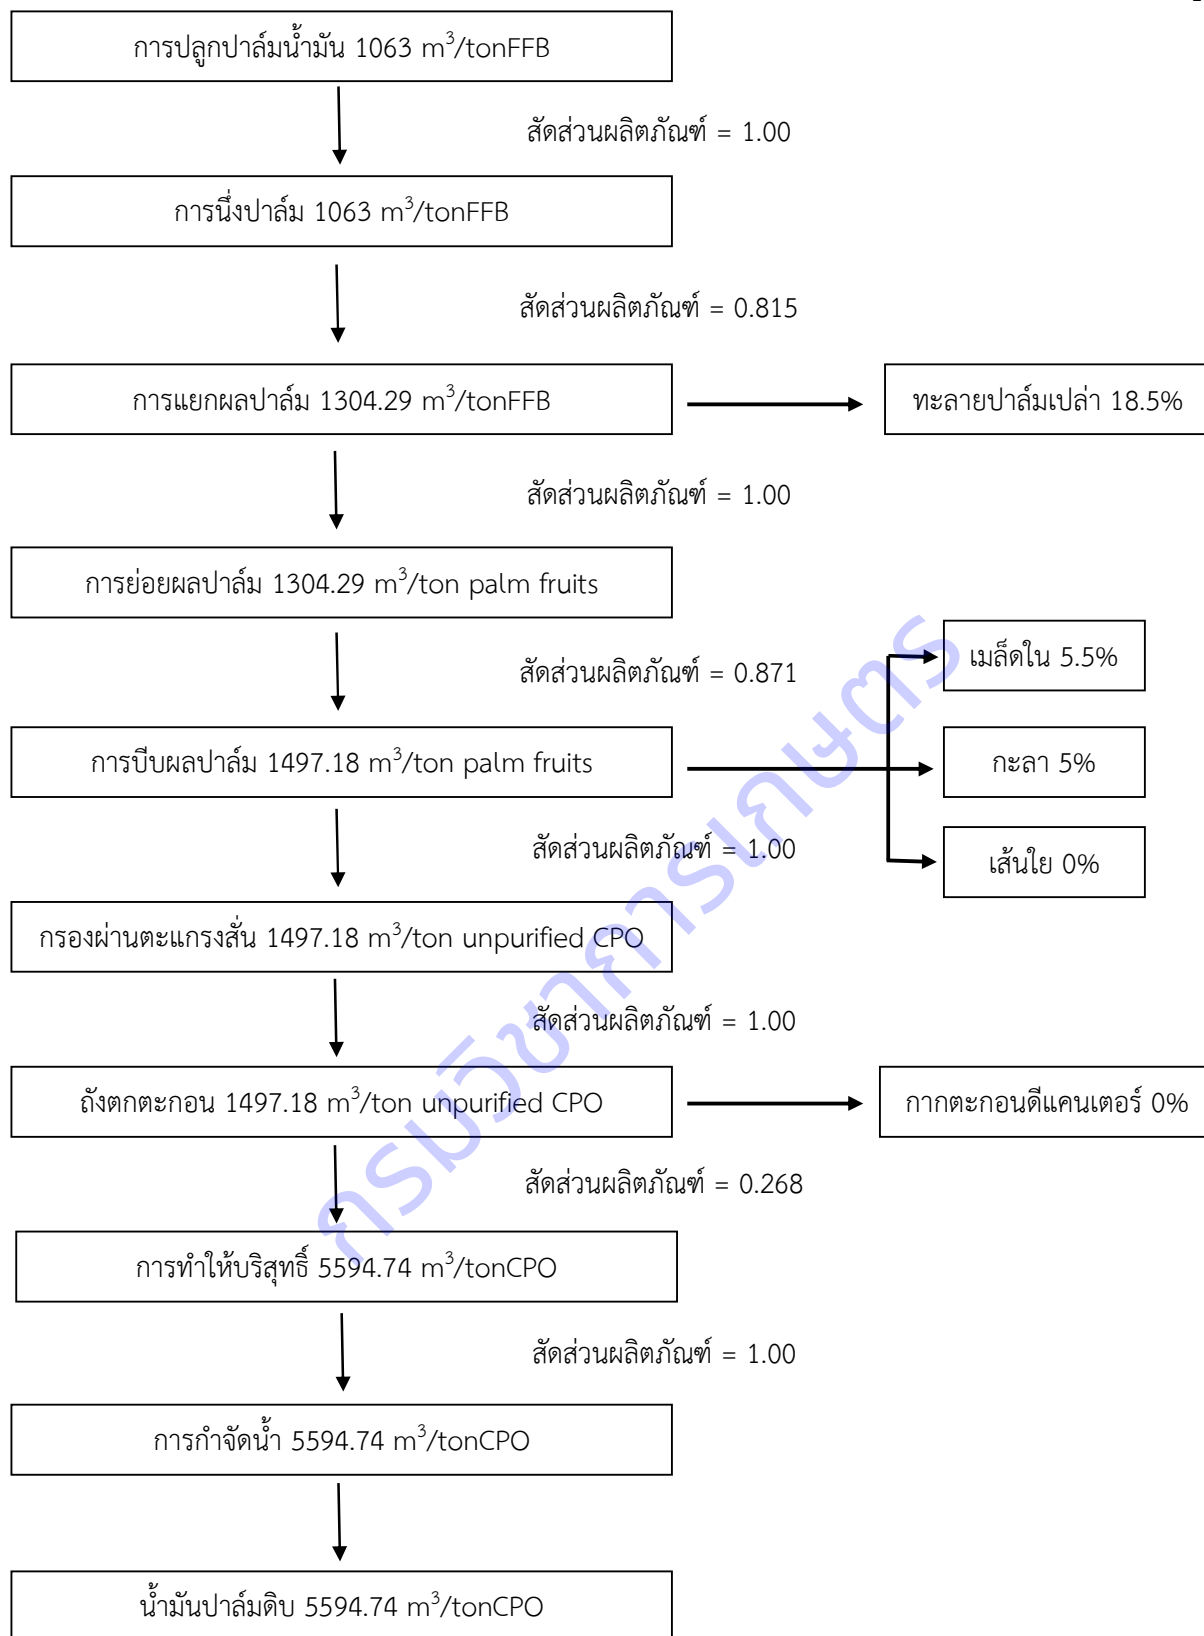 การปลูกปาล์มน้ำมัน 1063 m³/tonFFB
สัดส่วนผลิตภัณฑ์ = 1.00
การนึ่งปาล์ม 1063 m³/tonFFB
สัดส่วนผลิตภัณฑ์ = 0.815
การแยกผลปาล์ม 1304.29 m³/tonFFB
ทะลายปาล์มเปล่า 18.5%
สัดส่วนผลิตภัณฑ์ = 1.00
การย่อยผลปาล์ม 1304.29 m³/ton palm fruits
สัดส่วนผลิตภัณฑ์ = 0.871
เมล็ดใน 5.5%
การบีบผลปาล์ม 1497.18 m³/ton palm fruits
กะลา 5%
สัดส่วนผลิตภัณฑ์ = 1.00
เส้นใย 0%
กรองผ่านตะแกรงสั่น 1497.18 m³/ton unpurified CPO
สัดส่วนผลิตภัณฑ์ = 1.00
ถังตกตะกอน 1497.18 m³/ton unpurified CPO
กากตะกอนดีแคนเตอร์ 0%
สัดส่วนผลิตภัณฑ์ = 0.268
การทำให้บริสุทธิ์ 5594.74 m³/tonCPO
สัดส่วนผลิตภัณฑ์ = 1.00
การกำจัดน้ำ 5594.74 m³/tonCPO
น้ำมันปาล์มดิบ 5594.74 m³/tonCPO
กรมวิชาการเกษตร